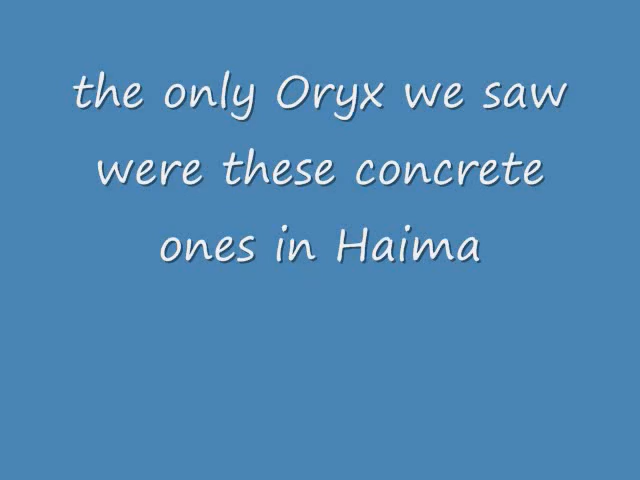 the only Oryx we saw
were these concrete
ones in Haima